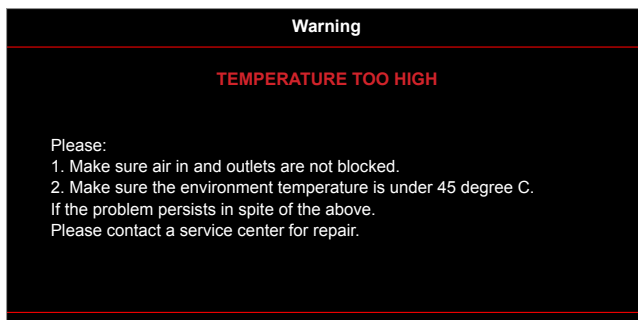 Warning
TEMPERATURE TOO HIGH
Please:
1. Make sure air in and outlets are not blocked.
2. Make sure the environment temperature is under 45 degree C.
If the problem persists in spite of the above.
Please contact a service center for repair.